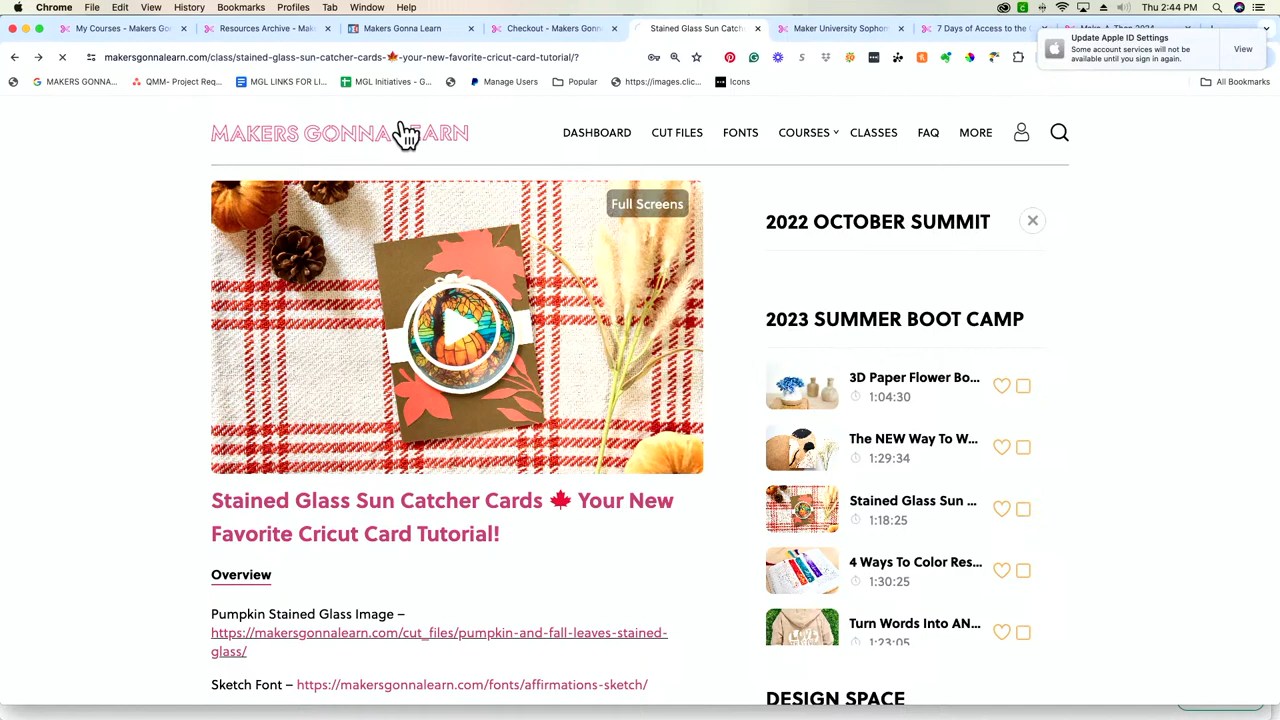 Chrome File Edit View History Bookmarks Profiles Tab Window Help Thu 2:44 PM
My Courses - Makers Gonna L
Resources Archive - Makers
Makers Gonna Learn
Checkout - Makers Gonna
Stained Glass Sun Catch
Maker University Sophom
7 Days of Access to the
Update Apple ID Settings
Some account services will not be
available until you sign in again.
View
makersgonnalearn.com/class/stained-glass-sun-catcher-cards-🍁-your-new-favorite-cricut-card-tutorial/?
MAKERS GONNA...
QMM- Project Req...
MGL LINKS FOR LI...
MGL Initiatives - G...
Manage Users
Popular
https://images.clic...
Icons
All Bookmarks
MAKERS GONNA LEARN
DASHBOARD CUT FILES FONTS COURSES CLASSES FAQ MORE
Full Screens
Stained Glass Sun Catcher Cards 🍁 Your New
Favorite Cricut Card Tutorial!
Overview
Pumpkin Stained Glass Image –
https://makersgonnalearn.com/cut_files/pumpkin-and-fall-leaves-stained-
glass/
Sketch Font – https://makersgonnalearn.com/fonts/affirmations-sketch/
2022 OCTOBER SUMMIT
2023 SUMMER BOOT CAMP
3D Paper Flower Bo...
1:04:30
The NEW Way To W...
1:29:34
Stained Glass Sun ...
1:18:25
4 Ways To Color Res...
1:30:25
Turn Words Into AN...
1:23:05
DESIGN SPACE